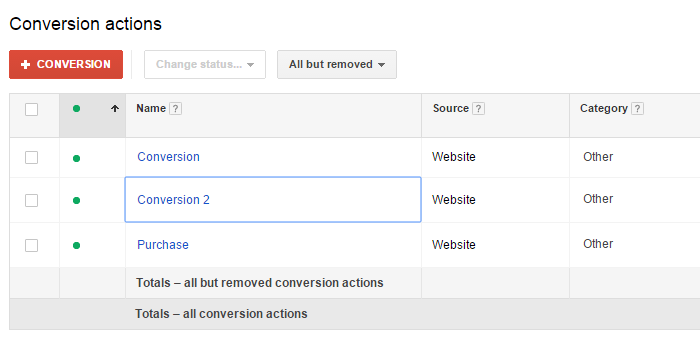 Conversion actions
+ CONVERSION Change status... All but removed
Name ? Source ? Category ?
Conversion Website Other
Conversion 2 Website Other
Purchase Website Other
Totals – all but removed conversion actions
Totals – all conversion actions